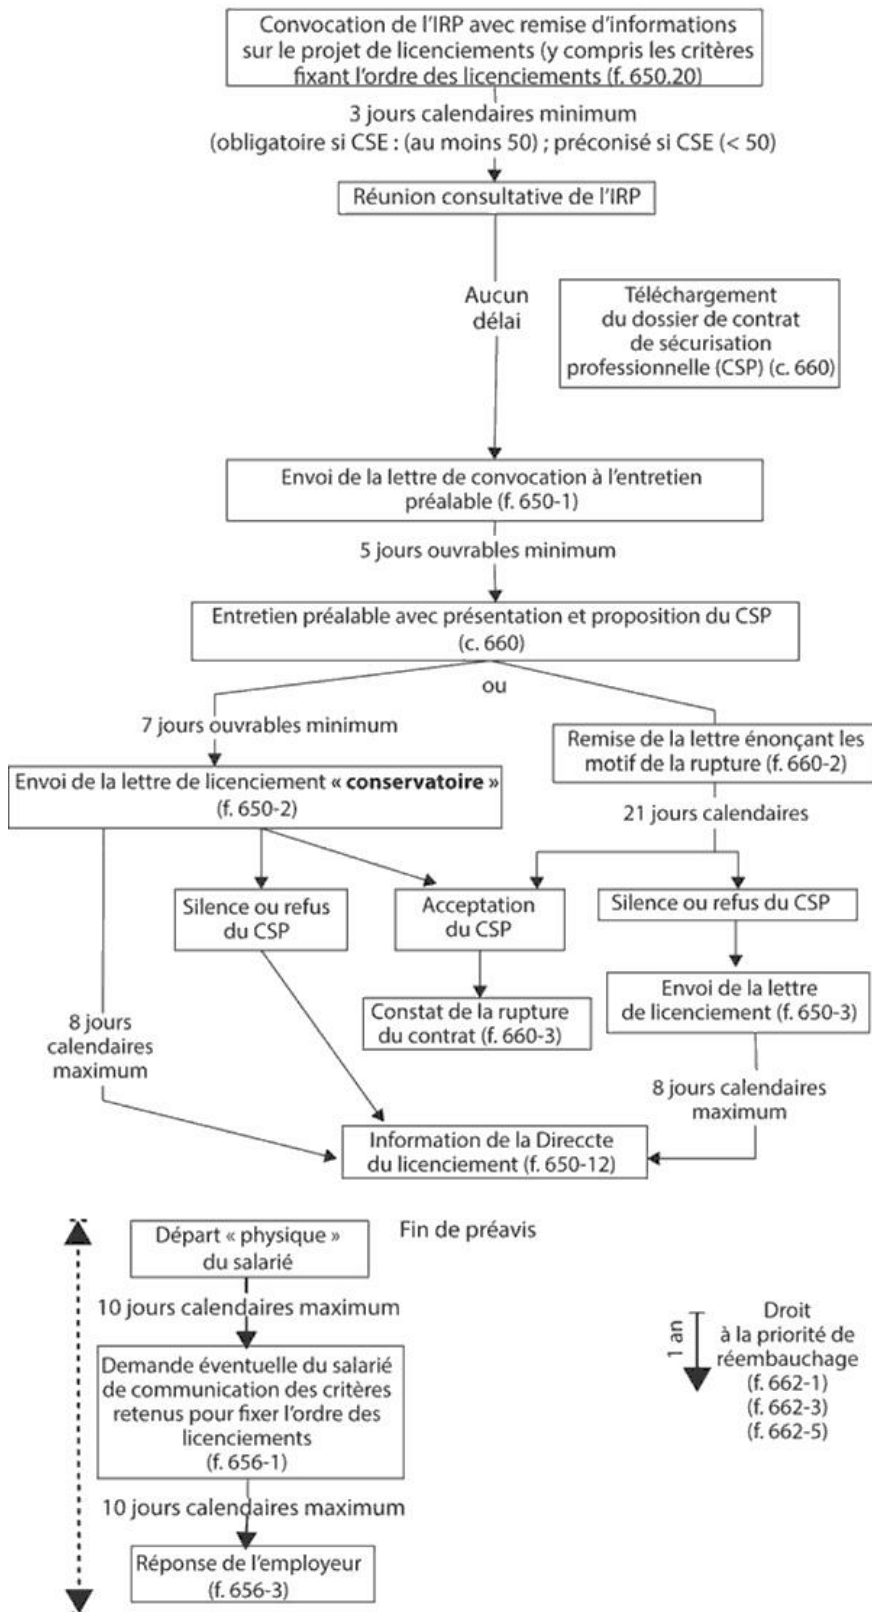 Convocation de l'IRP avec remise d'informations
sur le projet de licenciements (y compris les critères
fixant l'ordre des licenciements (f. 650.20)
3 jours calendaires minimum
(obligatoire si CSE : (au moins 50) ; préconisé si CSE (< 50)
Réunion consultative de l'IRP
Aucun
délai
Téléchargement
du dossier de contrat
de sécurisation
professionnelle (CSP) (c. 660)
Envoi de la lettre de convocation à l'entretien
préalable (f. 650-1)
5 jours ouvrables minimum
Entretien préalable avec présentation et proposition du CSP
(c. 660)
ou
7 jours ouvrables minimum
Remise de la lettre énonçant les
motif de la rupture (f. 660-2)
Envoi de la lettre de licenciement « conservatoire »
(f. 650-2)
21 jours calendaires
Silence ou refus
du CSP
Acceptation
du CSP
Silence ou refus du CSP
Constat de la rupture
du contrat (f. 660-3)
Envoi de la lettre
de licenciement (f. 650-3)
8 jours
calendaires
maximum
8 jours calendaires
maximum
Information de la Direccte
du licenciement (f. 650-12)
Départ « physique »
du salarié
Fin de préavis
10 jours calendaires maximum
Demande éventuelle du salarié
de communication des critères
retenus pour fixer l'ordre des
licenciements
(f. 656-1)
10 jours calendaires maximum
Réponse de l'employeur
(f. 656-3)
1 an
Droit
à la priorité de
réembauchage
(f. 662-1)
(f. 662-3)
(f. 662-5)